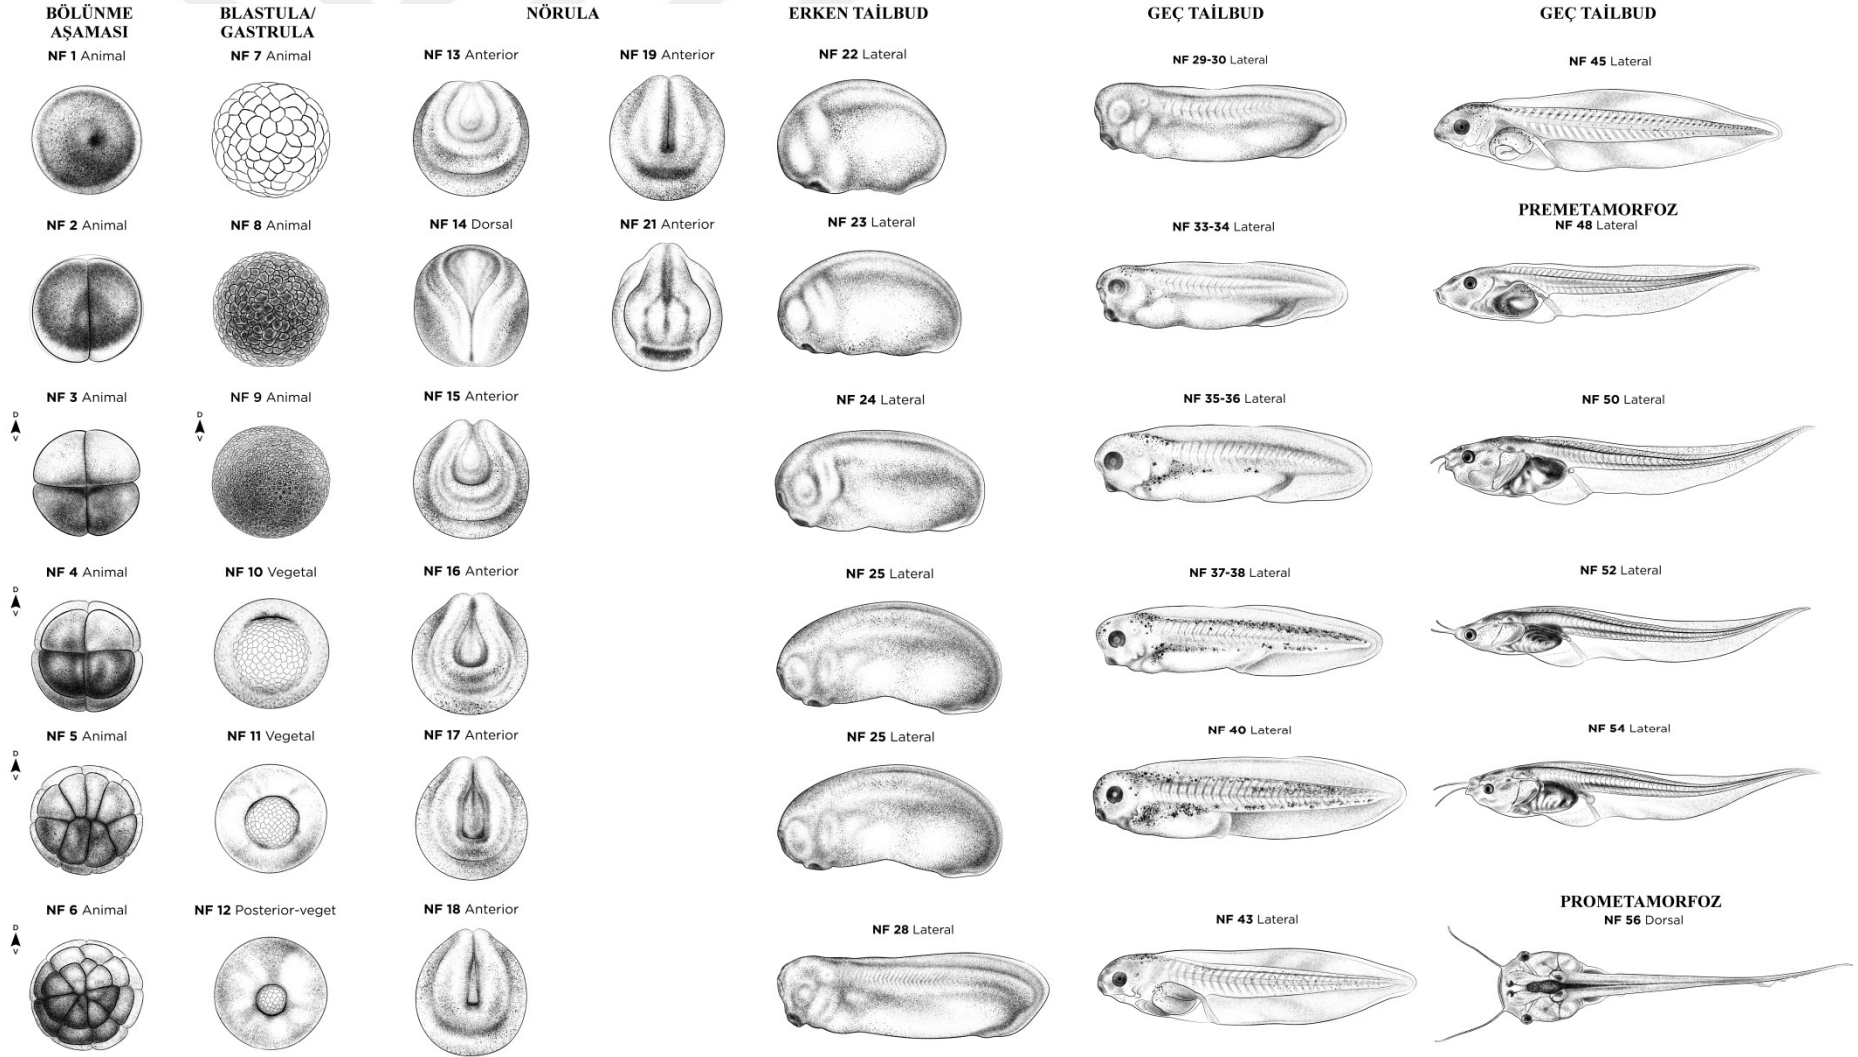 BÖLÜNME
AŞAMASI
NF 1 Animal
NF 2 Animal
NF 3 Animal
D
V
NF 4 Animal
D
V
NF 5 Animal
D
V
NF 6 Animal
D
V
BLASTULA/
GASTRULA
NF 7 Animal
NF 8 Animal
NF 9 Animal
D
V
NF 10 Vegetal
NF 11 Vegetal
NF 12 Posterior-veget
NÖRULA
NF 13 Anterior
NF 14 Dorsal
NF 15 Anterior
NF 16 Anterior
NF 17 Anterior
NF 18 Anterior
NF 19 Anterior
NF 21 Anterior
ERKEN TAİLBUD
NF 22 Lateral
NF 23 Lateral
NF 24 Lateral
NF 25 Lateral
NF 25 Lateral
NF 28 Lateral
GEÇ TAİLBUD
NF 29-30 Lateral
NF 33-34 Lateral
NF 35-36 Lateral
NF 37-38 Lateral
NF 40 Lateral
NF 43 Lateral
GEÇ TAİLBUD
NF 45 Lateral
PREMETAMORFOZ
NF 48 Lateral
NF 50 Lateral
NF 52 Lateral
NF 54 Lateral
PROMETAMORFOZ
NF 56 Dorsal